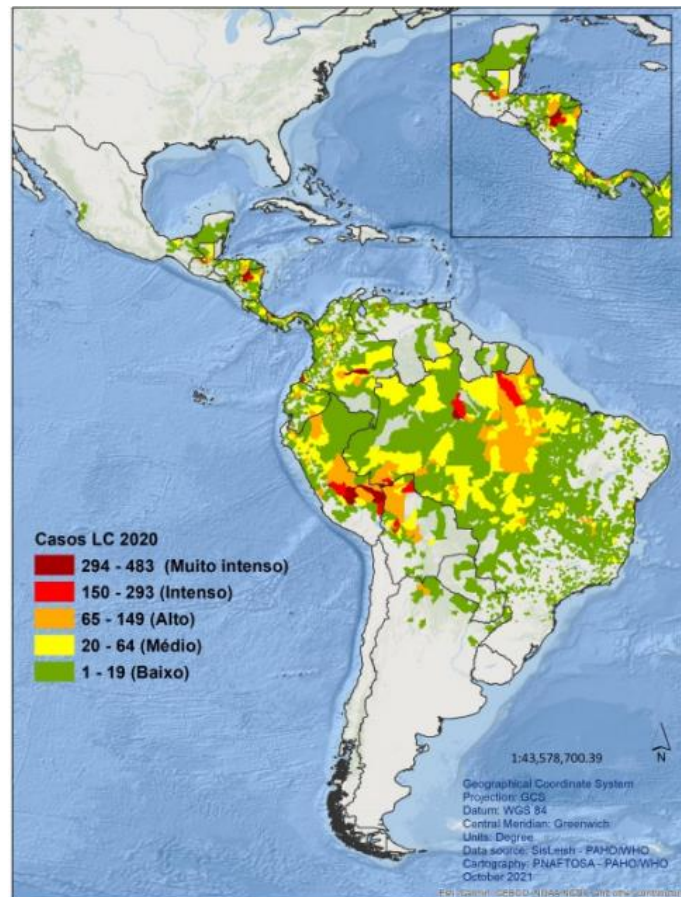 Casos LC 2020
294 - 483 (Muito intenso)
150 - 293 (Intenso)
65 - 149 (Alto)
20 - 64 (Médio)
1 - 19 (Baixo)
1:43,578,700.39
N
Geographical Coordinate System
Projection: GCS
Datum: WGS 84
Central Meridian: Greenwich
Units: Degree
Data source: SisLeish - PAHO/WHO
Cartography: PANAFTOSA - PAHO/WHO
October 2021